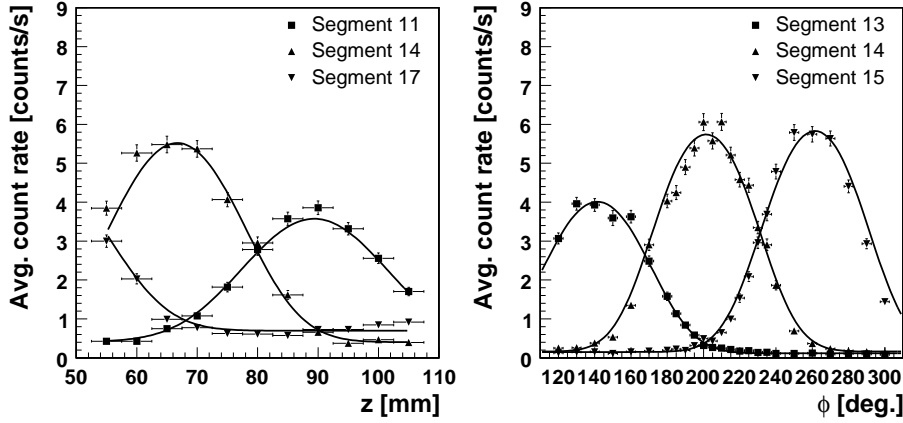 Avg. count rate [counts/s]
9
8
7
6
5
4
3
2
1
0
50 60 70 80 90 100 110
z [mm]
Segment 11
Segment 14
Segment 17
Avg. count rate [counts/s]
9
8
7
6
5
4
3
2
1
0
120 140 160 180 200 220 240 260 280 300
ϕ [deg.]
Segment 13
Segment 14
Segment 15